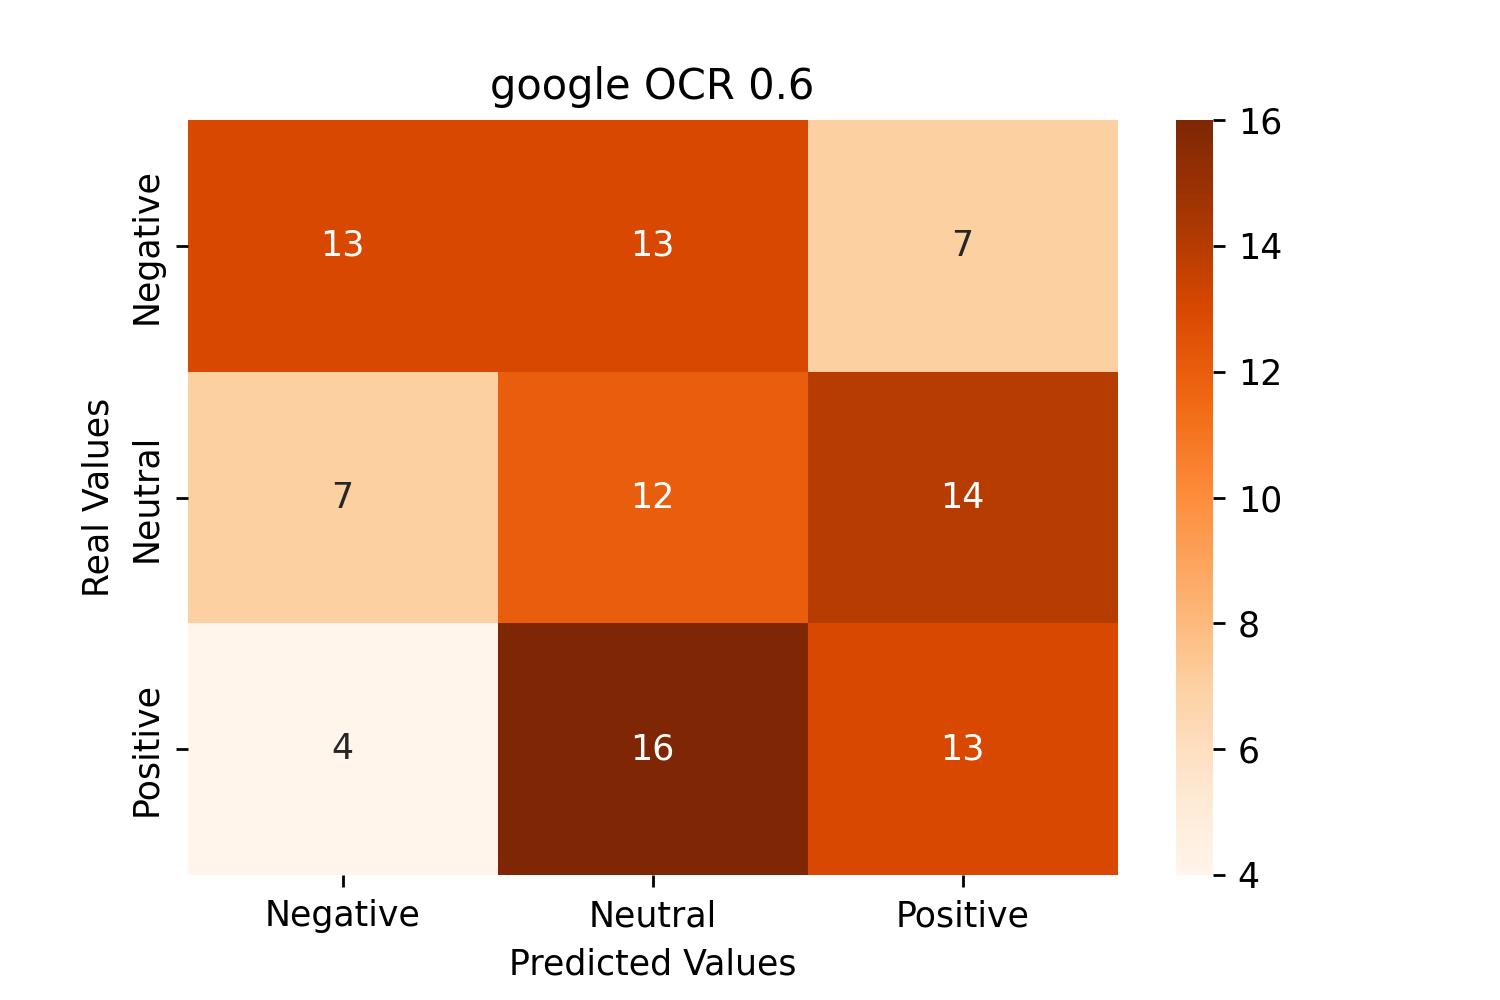 google OCR 0.6
Real Values
Negative
13 13 7
Neutral
7 12 14
Positive
4 16 13
Negative Neutral Positive
Predicted Values
16
14
12
10
8
6
4